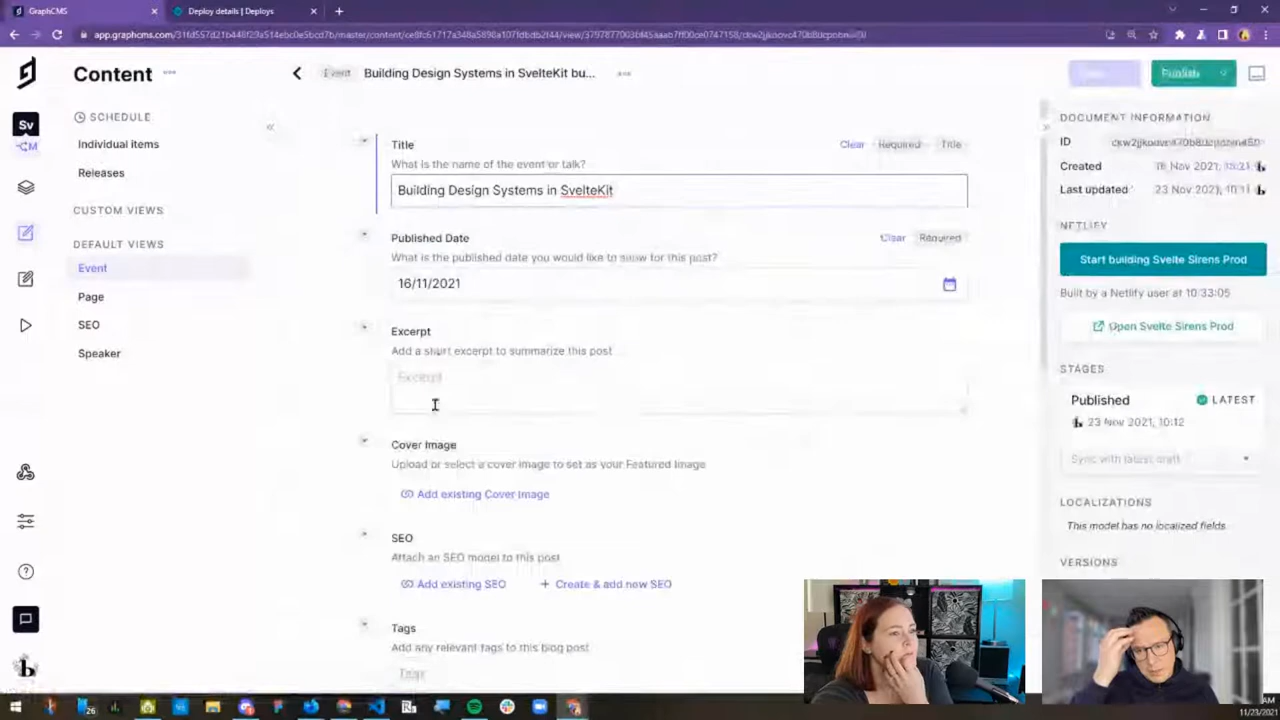 GraphCMS
Deploy details | Deploys
Content
Event
Building Design Systems in SvelteKit bu...
Publish
SCHEDULE
Individual items
Releases
CUSTOM VIEWS
DEFAULT VIEWS
Event
Page
SEO
Speaker
Sv
M
Title
Clear
Required
Title
What is the name of the event or talk?
Building Design Systems in SvelteKit
Published Date
Clear
Required
What is the published date you would like to show for this post?
16/11/2021
Excerpt
Add a short excerpt to summarize this post
Excerpt
Cover Image
Upload or select a cover image to set as your Featured Image
Add existing Cover Image
SEO
Attach an SEO model to this post
Add existing SEO
Create & add new SEO
Tags
Add any relevant tags to this blog post
Tags
DOCUMENT INFORMATION
ID
Created
16 Nov 2021,
Last updated
23 Nov 2021,
NETLIFY
Start building Svelte Sirens Prod
Built by a Netlify user at 10:33:05
Open Svelte Sirens Prod
STAGES
Published
LATEST
23 Nov 2021, 10:12
Sync with latest draft
LOCALIZATIONS
This model has no localized fields.
VERSIONS
26
AM
11/23/2021